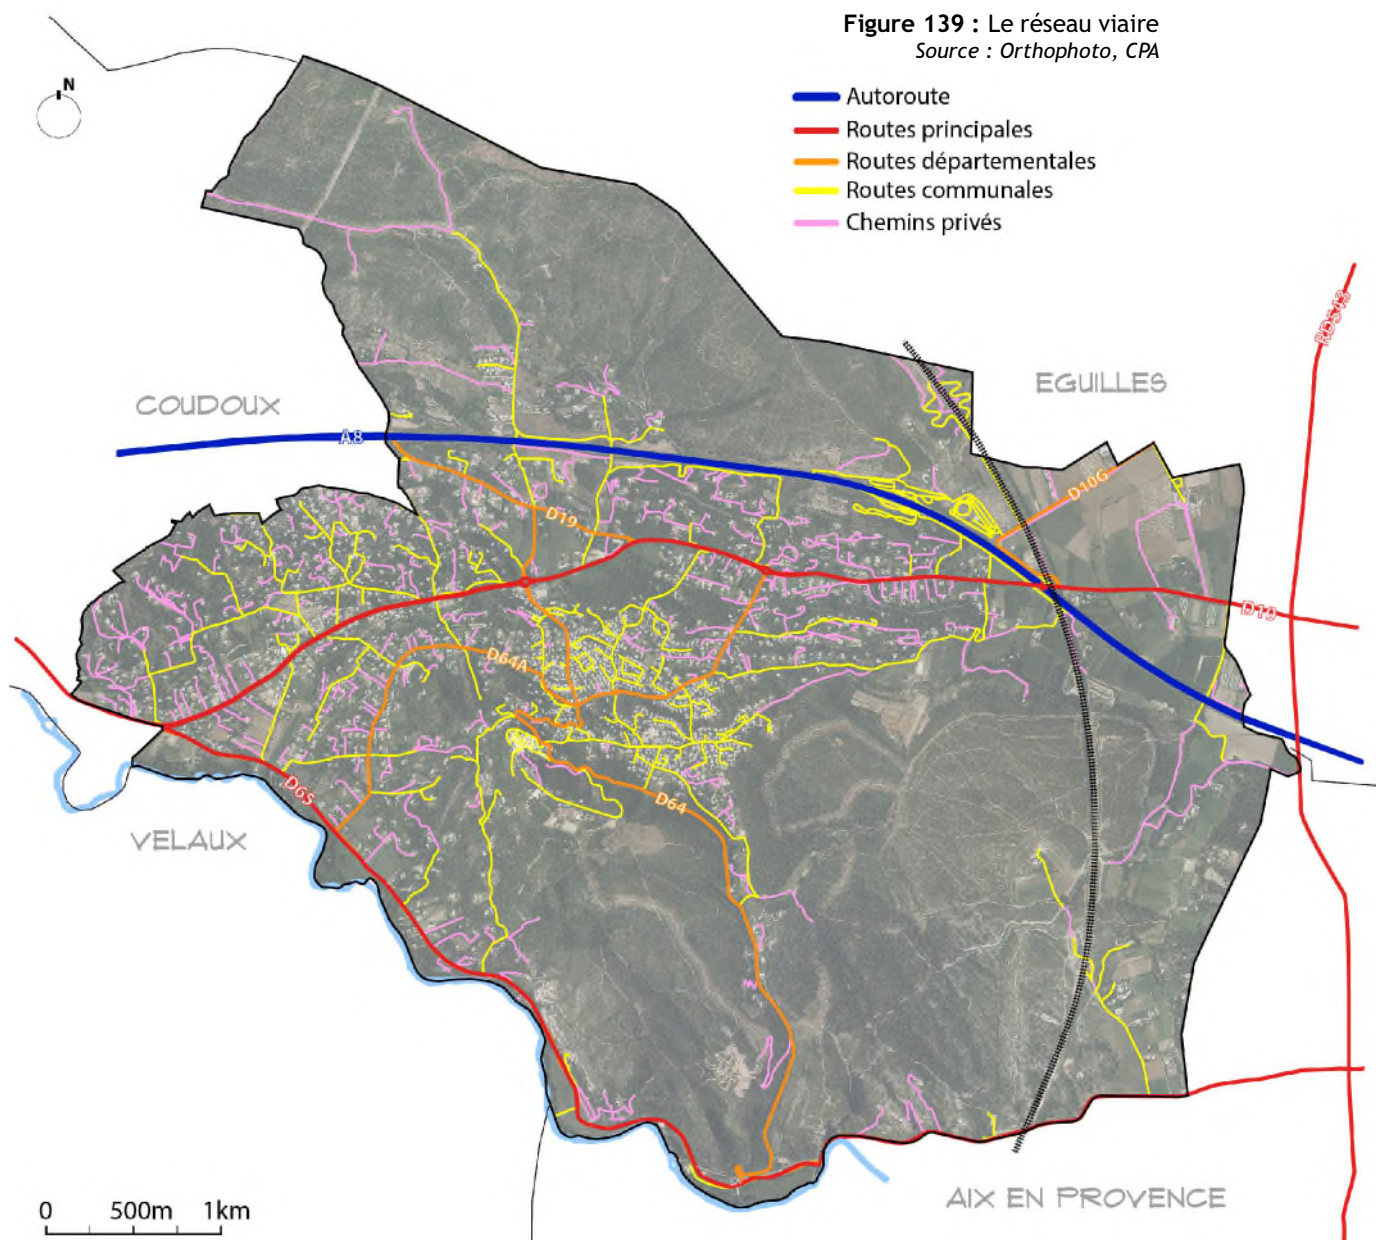 Figure 139 : Le réseau viaire
Source : Orthophoto, CPA
N
Autoroute
Routes principales
Routes départementales
Routes communales
Chemins privés
RD543
EGUILLES
COUDOUX
A8
D10G
D19
D10
D64A
D65
D64
VELAUX
AIX EN PROVENCE
0 500m 1km